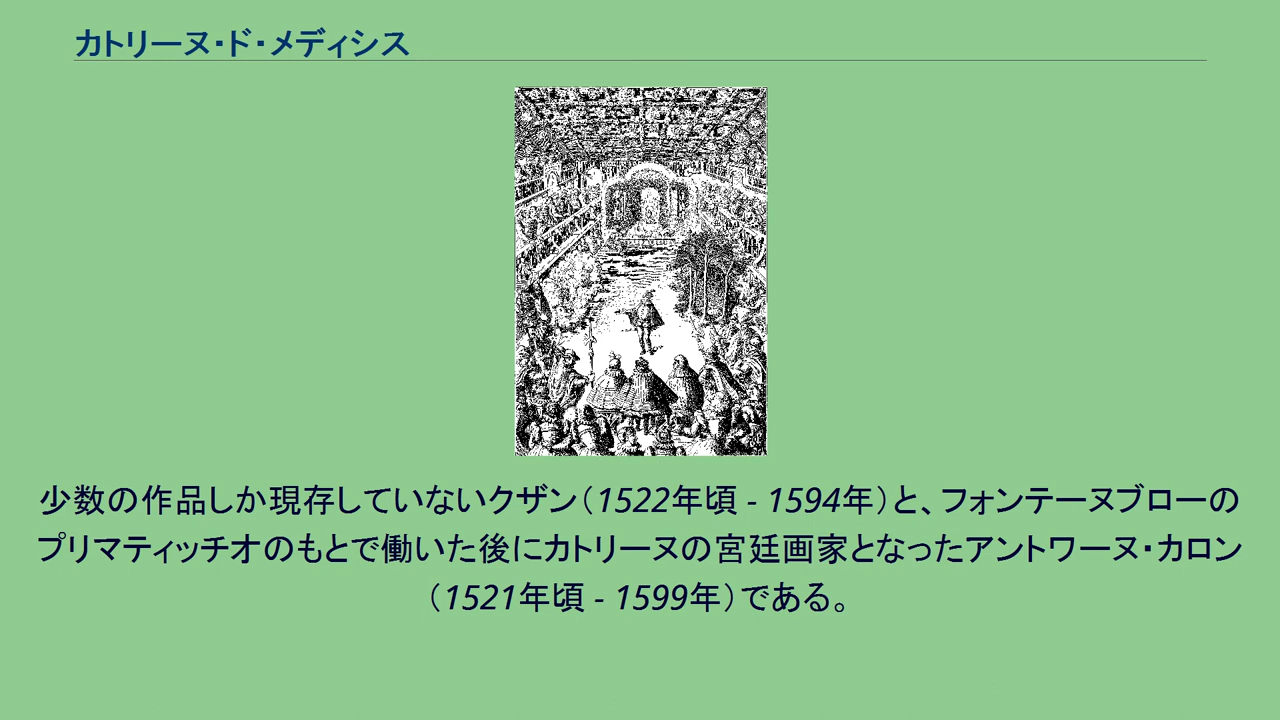 カトリーヌ・ド・メディシス
少数の作品しか現存していないクザン（1522年頃 - 1594年）と、フォンテーヌブローの
プリマティッチオのもとで働いた後にカトリーヌの宮廷画家となったアントワーヌ・カロン
（1521年頃 - 1599年）である。